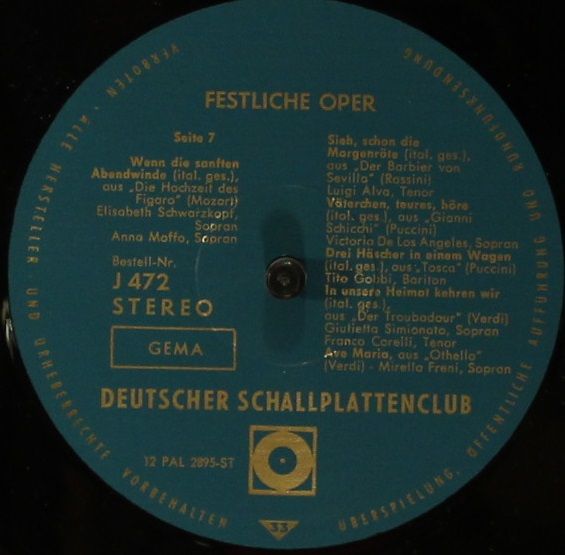 FESTLICHE OPER
Seite 7
Wenn die sanften
Abendwinde (ital. ges.),
aus „Die Hochzeit des
Figaro" (Mozart)
Elisabeth Schwarzkopf,
Sopran
Anna Moffo, Sopran
Bestell-Nr.
J 472
STEREO
GEMA
Sieh, schon die
Morgenröte (ital. ges.),
aus „Der Barbier von
Sevilla" (Rossini)
Luigi Alva, Tenor
Väterchen, teures, höre
(ital. ges.), aus „Gianni
Schicchi" (Puccini)
Victoria De Los Angeles, Sopran
Drei Häscher in einem Wagen
(ital. ges.), aus „Tosca" (Puccini)
Tito Gobbi, Bariton
In unsere Heimat kehren wir
(ital. ges.),
aus „Der Troubadour" (Verdi)
Giulietta Simionato, Sopran
Franco Corelli, Tenor
Ave Maria, aus „Othello"
(Verdi) - Mirella Freni, Sopran
DEUTSCHER SCHALLPLATTENCLUB
12 PAL 2895-ST
33
ALLE HERSTELLER UND URHEBERRECHTE VORBEHALTEN
ÜBERSPIELUNG, ÖFFENTLICHE AUFFÜHRUNG UND RUNDFUNKSENDUNG VERBOTEN ·